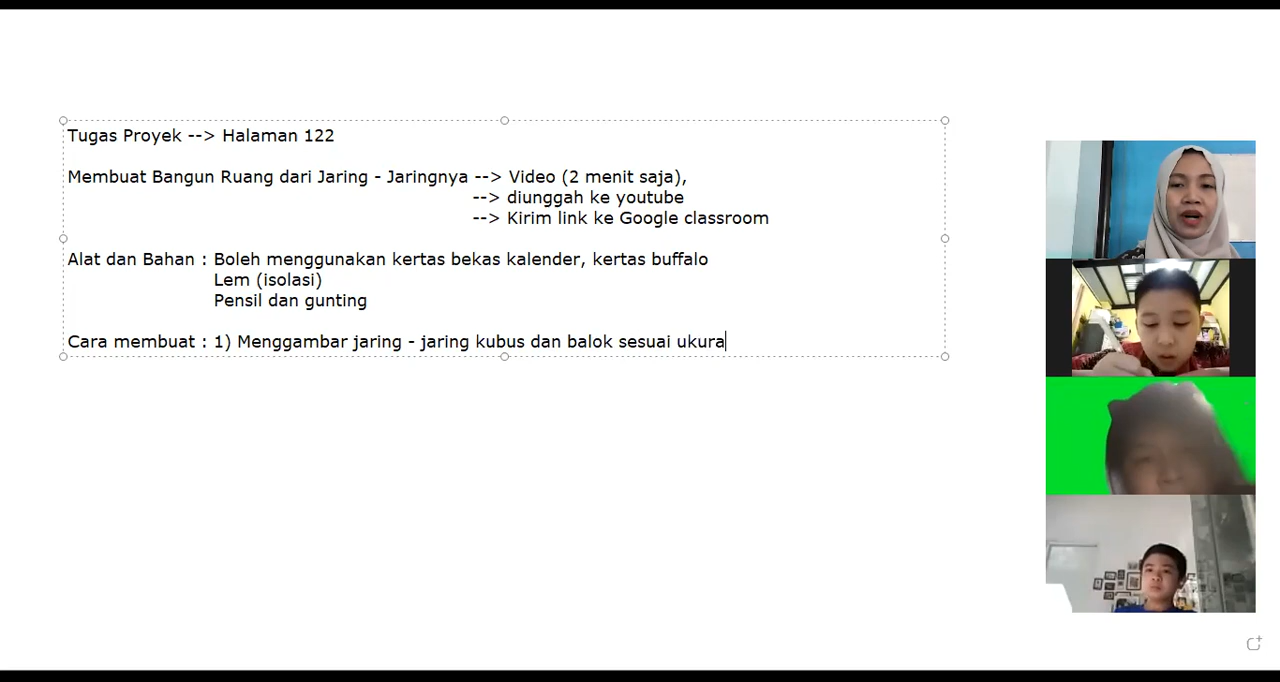 Tugas Proyek --> Halaman 122
Membuat Bangun Ruang dari Jaring - Jaringnya --> Video (2 menit saja),
--> diunggah ke youtube
--> Kirim link ke Google classroom
Alat dan Bahan : Boleh menggunakan kertas bekas kalender, kertas buffalo
Lem (isolasi)
Pensil dan gunting
Cara membuat : 1) Menggambar jaring - jaring kubus dan balok sesuai ukura